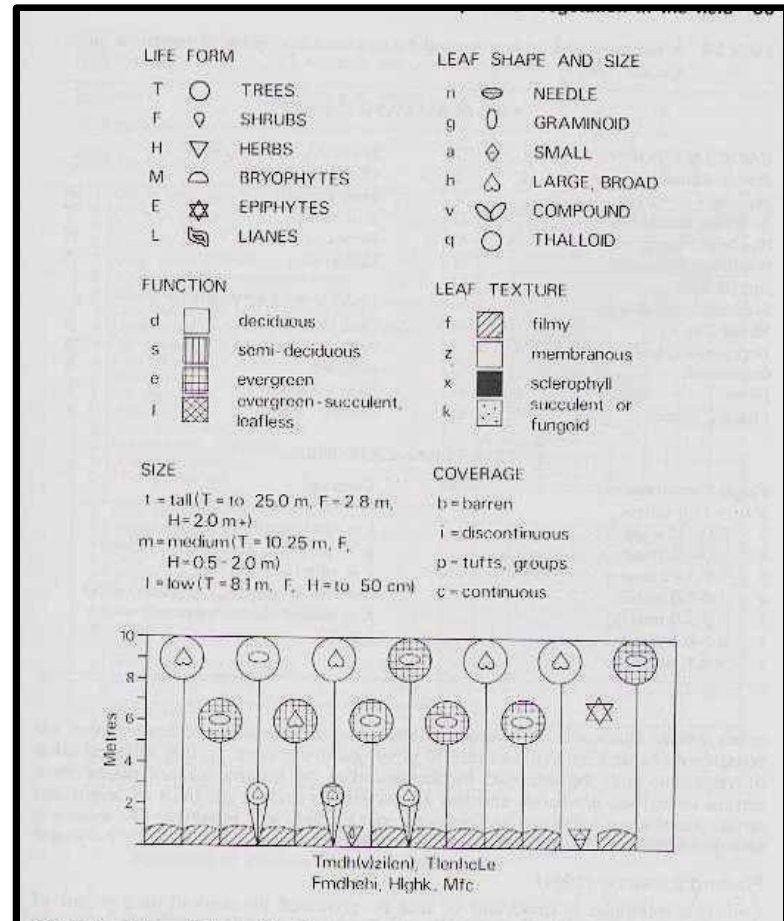 LIFE FORM
T TREES
F SHRUBS
H HERBS
M BRYOPHYTES
E EPIPHYTES
L LIANES
LEAF SHAPE AND SIZE
n NEEDLE
g GRAMINOID
a SMALL
h LARGE, BROAD
v COMPOUND
q THALLOID
FUNCTION
d deciduous
s semi-deciduous
e evergreen
evergreen-succulent,
leafless
LEAF TEXTURE
f filmy
z membranous
x sclerophyll
k succulent or
fungoid
SIZE
t = tall (T = to 25.0 m, F = 2.8 m,
H = 2.0 m+)
m = medium (T = 10.25 m, F,
H = 0.5 - 2.0 m)
l = low (T = 8.1 m, F, H = to 50 cm)
COVERAGE
b = barren
i = discontinuous
p = tufts, groups
c = continuous
10
8
6
4
2
Metres
Tmdh(v)zi(en), TlenhcLe
Fmdhehi, Hlghk, Mfc